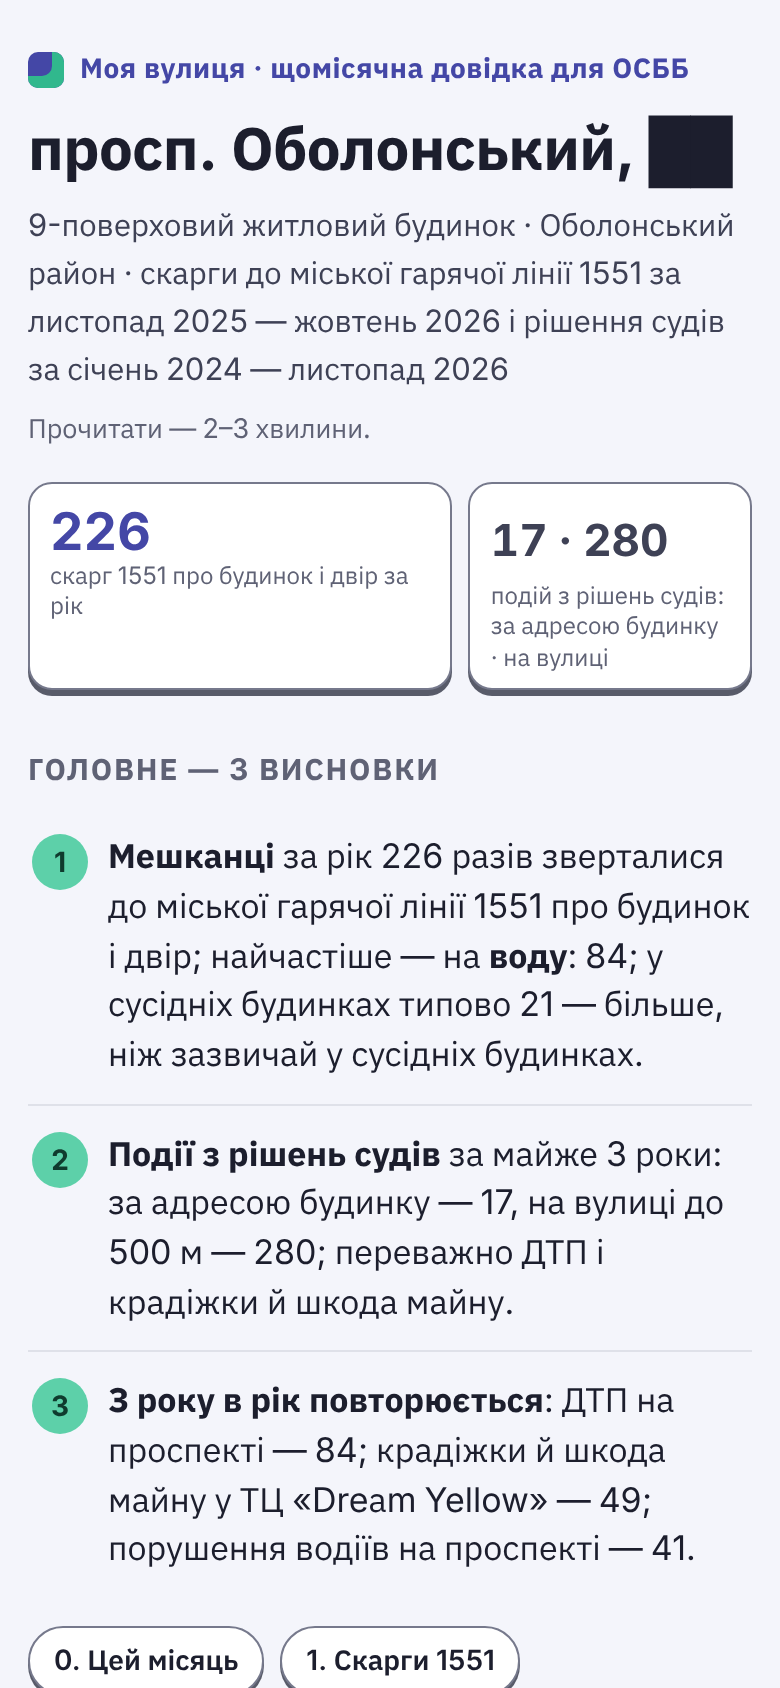 Моя вулиця · щомісячна довідка для ОСББ
просп. Оболонський,
9-поверховий житловий будинок · Оболонський
район · скарги до міської гарячої лінії 1551 за
листопад 2025 — жовтень 2026 і рішення судів
за січень 2024 — листопад 2026
Прочитати — 2–3 хвилини.
226
скарг 1551 про будинок і двір за
рік
17 · 280
подій з рішень судів:
за адресою будинку
· на вулиці
ГОЛОВНЕ — 3 ВИСНОВКИ
1
Мешканці за рік 226 разів зверталися
до міської гарячої лінії 1551 про будинок
і двір; найчастіше — на воду: 84; у
сусідніх будинках типово 21 — більше,
ніж зазвичай у сусідніх будинках.
2
Події з рішень судів за майже 3 роки:
за адресою будинку — 17, на вулиці до
500 м — 280; переважно ДТП і
крадіжки й шкода майну.
3
З року в рік повторюється: ДТП на
проспекті — 84; крадіжки й шкода
майну у ТЦ «Dream Yellow» — 49;
порушення водіїв на проспекті — 41.
0. Цей місяць
1. Скарги 1551